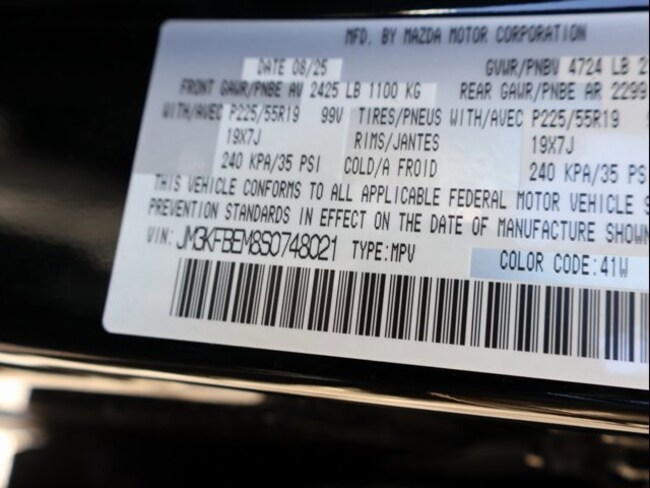 MFD. BY MAZDA MOTOR CORPORATION
DATE 08/25 GVWR/PNBV 4724 LB
FRONT GAWR/PNBE AV 2425 LB 1100 KG REAR GAWR/PNBE AR 2299
WITH/AVEC P225/55R19 99V TIRES/PNEUS WITH/AVEC P225/55R19
19X7J RIMS/JANTES 19X7J
240 KPA/35 PSI COLD/A FROID 240 KPA/35 PS
THIS VEHICLE CONFORMS TO ALL APPLICABLE FEDERAL MOTOR VEHICLE S
PREVENTION STANDARDS IN EFFECT ON THE DATE OF MANUFACTURE SHOWN
VIN: JM3KFBEM8S0748021 TYPE:MPV COLOR CODE:41W